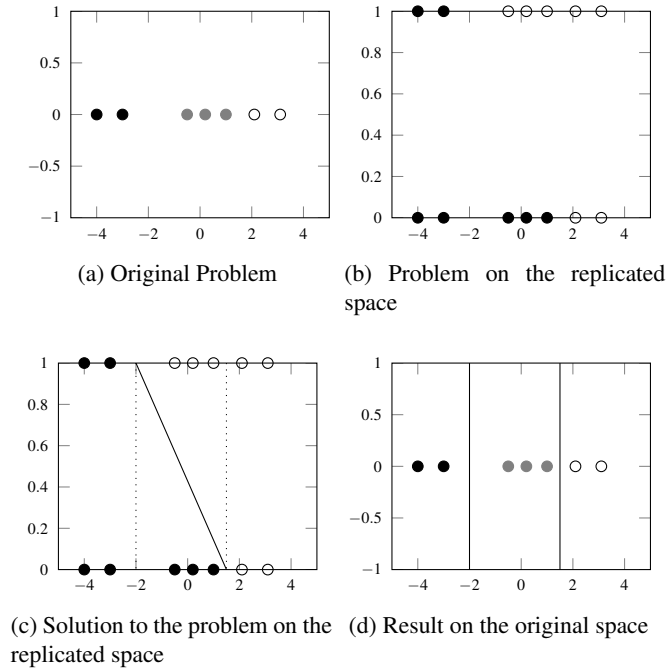 1
0.5
0
−0.5
−1
−4 −2 0 2 4
(a) Original Problem
1
0.8
0.6
0.4
0.2
0
−4 −2 0 2 4
(b) Problem on the replicated
space
1
0.8
0.6
0.4
0.2
0
−4 −2 0 2 4
(c) Solution to the problem on the
replicated space
1
0.5
0
−0.5
−1
−4 −2 0 2 4
(d) Result on the original space